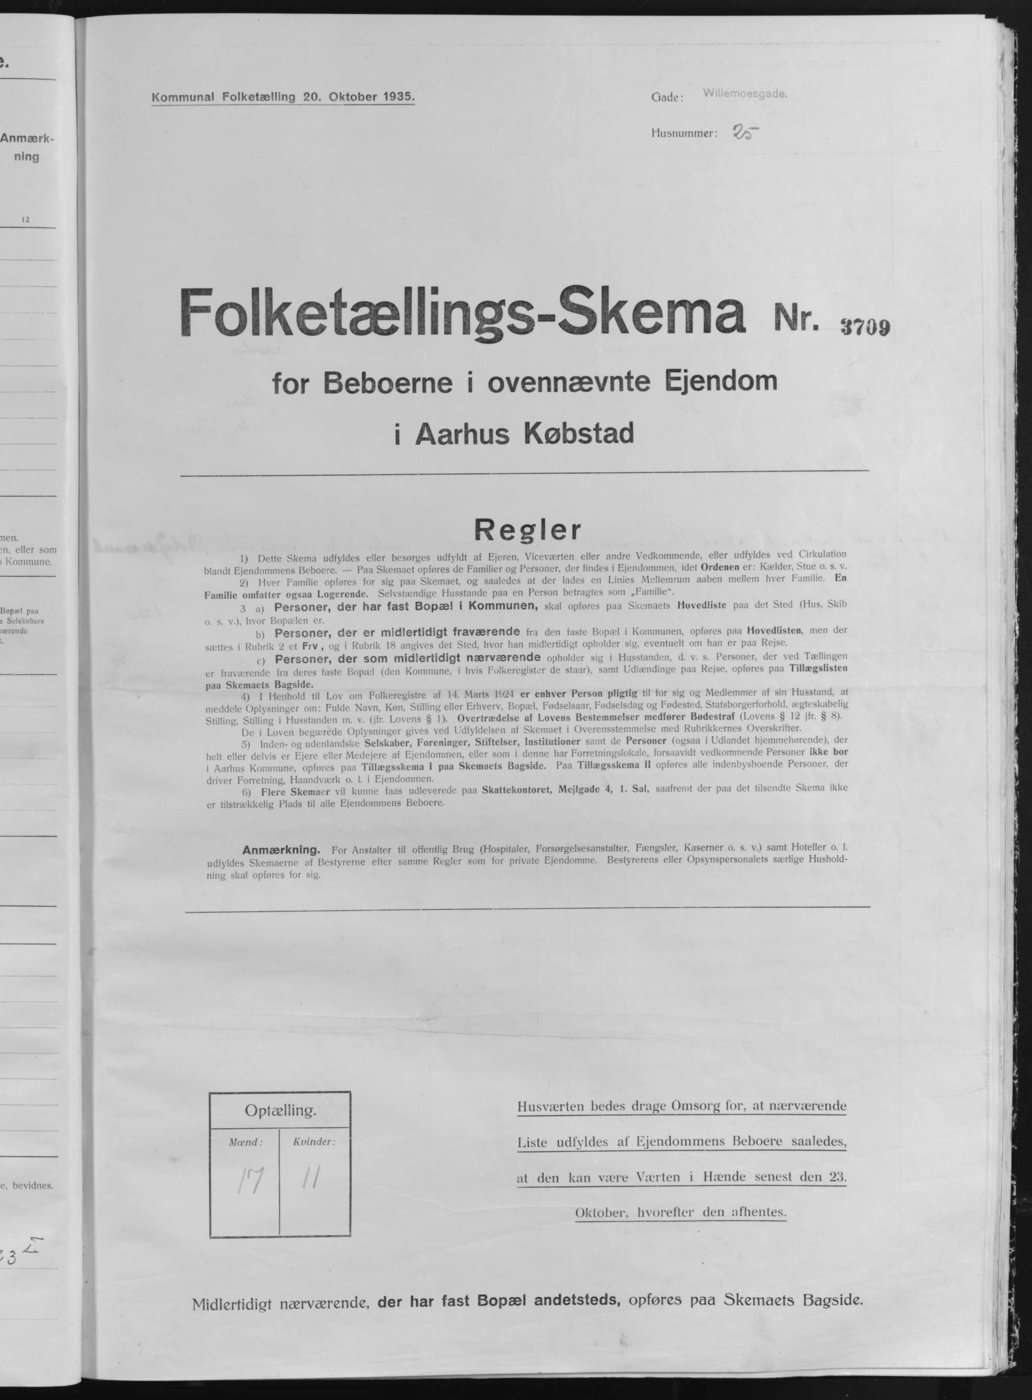 e.
Anmærk-
ning
12
en, eller som
s Kommune.
Bopæl paa
e Selskabers
e, bevidnes.
Kommunal Folketælling 20. Oktober 1935.
Gade: Willemoesgade.
Husnummer: 25
Folketællings-Skema Nr. 3709
for Beboerne i ovennævnte Ejendom
i Aarhus Købstad
Regler
1) Dette Skema udfyldes eller besørges udfyldt af Ejeren, Viceværten eller andre Vedkommende, eller udfyldes ved Cirkulation
blandt Ejendommens Beboere. — Paa Skemaet opføres de Familier og Personer, der findes i Ejendommen, idet Ordenen er: Kælder, Stue o. s. v.
2) Hver Familie opføres for sig paa Skemaet, og saaledes at der lades en Linies Mellemrum aaben mellem hver Familie. En
Familie omfatter ogsaa Logerende. Selvstændige Husstande paa en Person betragtes som „Familie“.
3 a) Personer, der har fast Bopæl i Kommunen, skal opføres paa Skemaets Hovedliste paa det Sted (Hus, Skib
o. s. v.), hvor Bopælen er.
b) Personer, der er midlertidigt fraværende fra den faste Bopæl i Kommunen, opføres paa Hovedlisten, men der
sættes i Rubrik 2 et Frv., og i Rubrik 18 angives det Sted, hvor han midlertidigt opholder sig, eventuelt om han er paa Rejse.
c) Personer, der som midlertidigt nærværende opholder sig i Husstanden, d. v. s. Personer, der ved Tællingen
er fraværende fra deres faste Bopæl (den Kommune, i hvis Folkeregister de staar), samt Udlændinge paa Rejse, opføres paa Tillægslisten
paa Skemaets Bagside.
4) I Henhold til Lov om Folkeregistre af 14. Marts 1924 er enhver Person pligtig til for sig og Medlemmer af sin Husstand, at
meddele Oplysninger om: Fulde Navn, Køn, Stilling eller Erhverv, Bopæl, Fødselsaar, Fødselsdag og Fødested, Statsborgerforhold, ægteskabelig
Stilling, Stilling i Husstanden m. v. (jfr. Lovens § 1). Overtrædelse af Lovens Bestemmelser medfører Bødestraf (Lovens § 12 jfr. § 8).
De i Loven begærede Oplysninger gives ved Udfyldelsen af Skemaet i Overensstemmelse med Rubrikkernes Overskrifter.
5) Inden- og udenlandske Selskaber, Foreninger, Stiftelser, Institutioner samt de Personer (ogsaa i Udlandet hjemmehørende), der
helt eller delvis er Ejere eller Medejere af Ejendommen, eller som i denne har Forretningslokale, forsaavidt vedkommende Personer ikke bor
i Aarhus Kommune, opføres paa Tillægsskema I paa Skemaets Bagside. Paa Tillægsskema II opføres alle indenbysboende Personer, der
driver Forretning, Haandværk o. l. i Ejendommen.
6) Flere Skemaer vil kunne faas udleverede paa Skattekontoret, Mejlgade 4, 1. Sal, saafremt der paa det tilsendte Skema ikke
er tilstrækkelig Plads til alle Ejendommens Beboere.
Anmærkning. For Anstalter til offentlig Brug (Hospitaler, Forsørgelsesanstalter, Fængsler, Kaserner o. s. v.) samt Hoteller o. l.
udfyldes Skemaerne af Bestyrerne efter samme Regler som for private Ejendomme. Bestyrerens eller Opsynspersonalets særlige Hushold-
ning skal opføres for sig.
Optælling.
Mænd: Kvinder:
17 11
Husværten bedes drage Omsorg for, at nærværende
Liste udfyldes af Ejendommens Beboere saaledes,
at den kan være Værten i Hænde senest den 23.
Oktober, hvorefter den afhentes.
Midlertidigt nærværende, der har fast Bopæl andetsteds, opføres paa Skemaets Bagside.